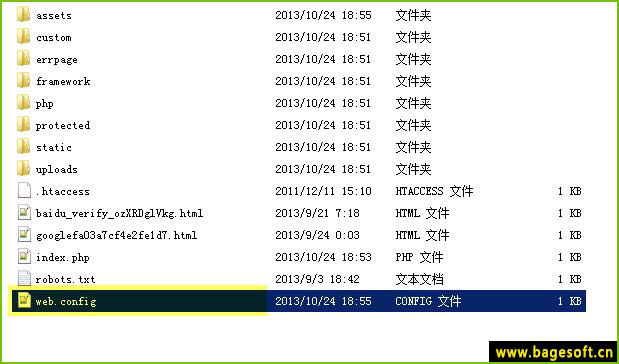 assets 2013/10/24 18:55 文件夹
custom 2013/10/24 18:51 文件夹
errpage 2013/10/24 18:51 文件夹
framework 2013/10/24 18:51 文件夹
php 2013/10/24 18:51 文件夹
protected 2013/10/24 18:51 文件夹
static 2013/10/24 18:51 文件夹
uploads 2013/10/24 18:51 文件夹
.htaccess 2011/12/11 15:10 HTACCESS 文件 1 KB
baidu_verify_ozXRDglVkg.html 2013/9/21 7:18 HTML 文件 1 KB
googlefa03a7cf4e2fe1d7.html 2013/9/24 0:03 HTML 文件 1 KB
index.php 2013/10/24 18:53 PHP 文件 1 KB
robots.txt 2013/9/3 18:42 文本文档 1 KB
web.config 2013/10/24 18:55 CONFIG 文件 1 KB
www.bagesoft.cn